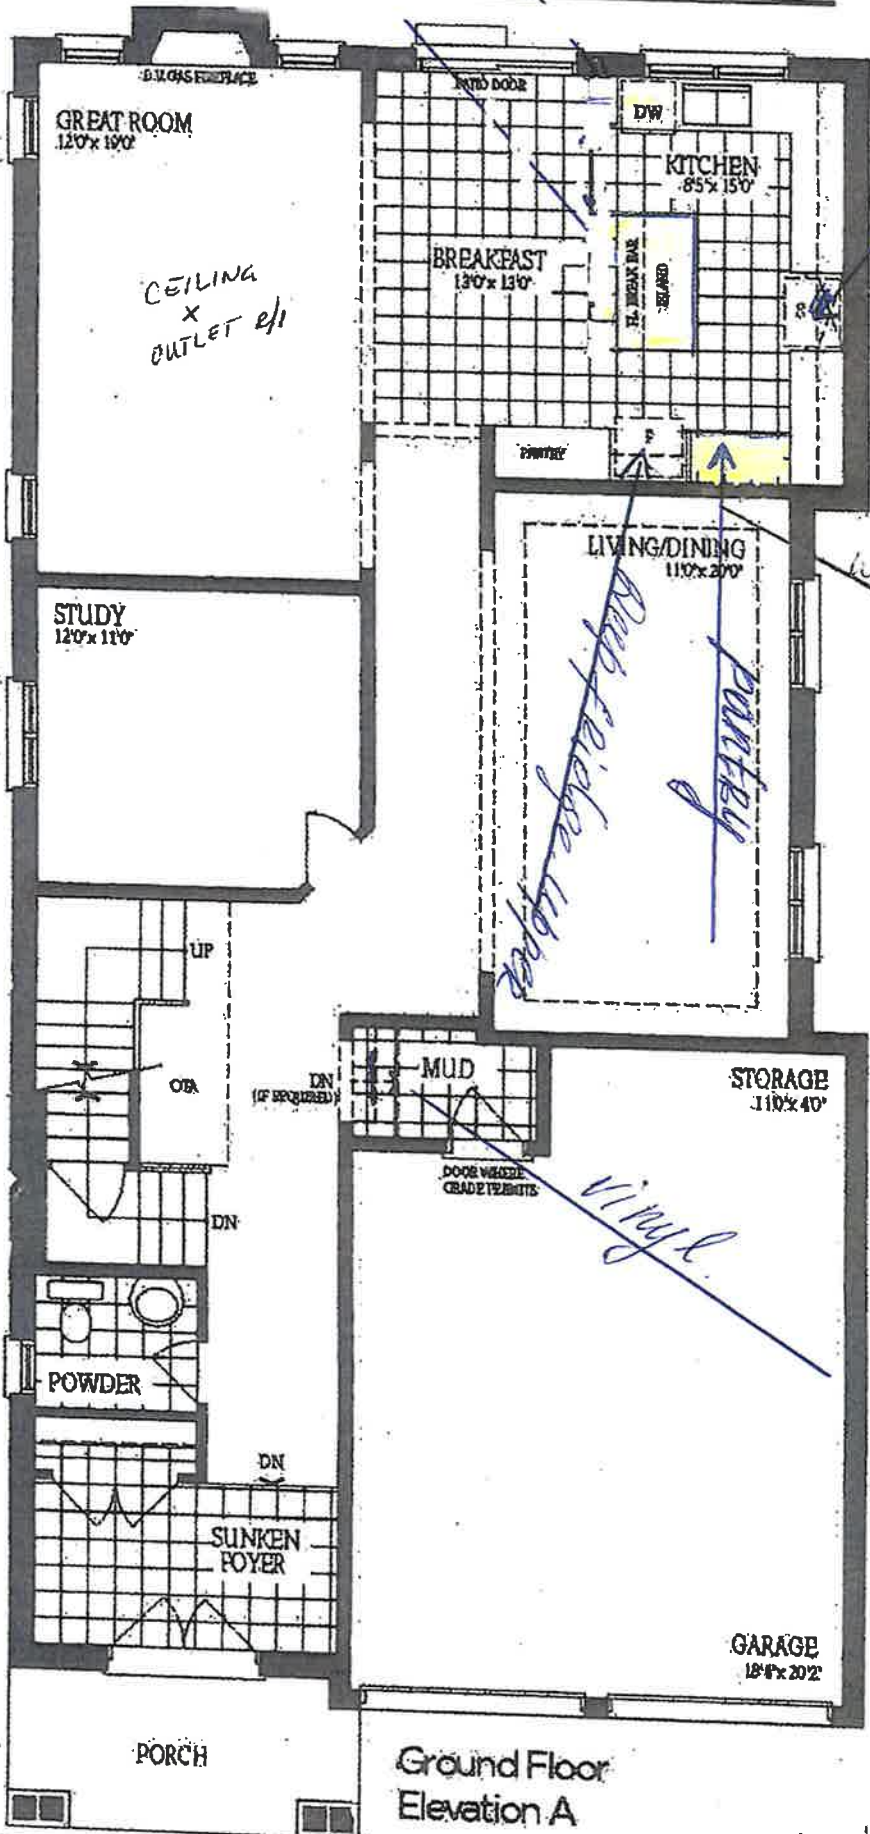 D.V. GAS FIREPLACE
GREAT ROOM
12'0" x 19'0"
CEILING
X
OUTLET
PATIO DOOR
DW
KITCHEN
8'5" x 15'0"
BREAKFAST
13'0" x 13'0"
FL. BREAK BAR
ISLAND
S
PANTRY
F
LIVING/DINING
11'0" x 20'0"
Deep fridge upper
pantry
STUDY
12'0" x 11'0"
UP
OTA
DN
DN
(IF REQUIRED)
MUD
DOOR WHERE
GRADE PERMITS
STORAGE
11'0" x 4'0"
vinyl
POWDER
DN
SUNKEN
FOYER
GARAGE
18'4" x 20'2"
PORCH
Ground Floor
Elevation A